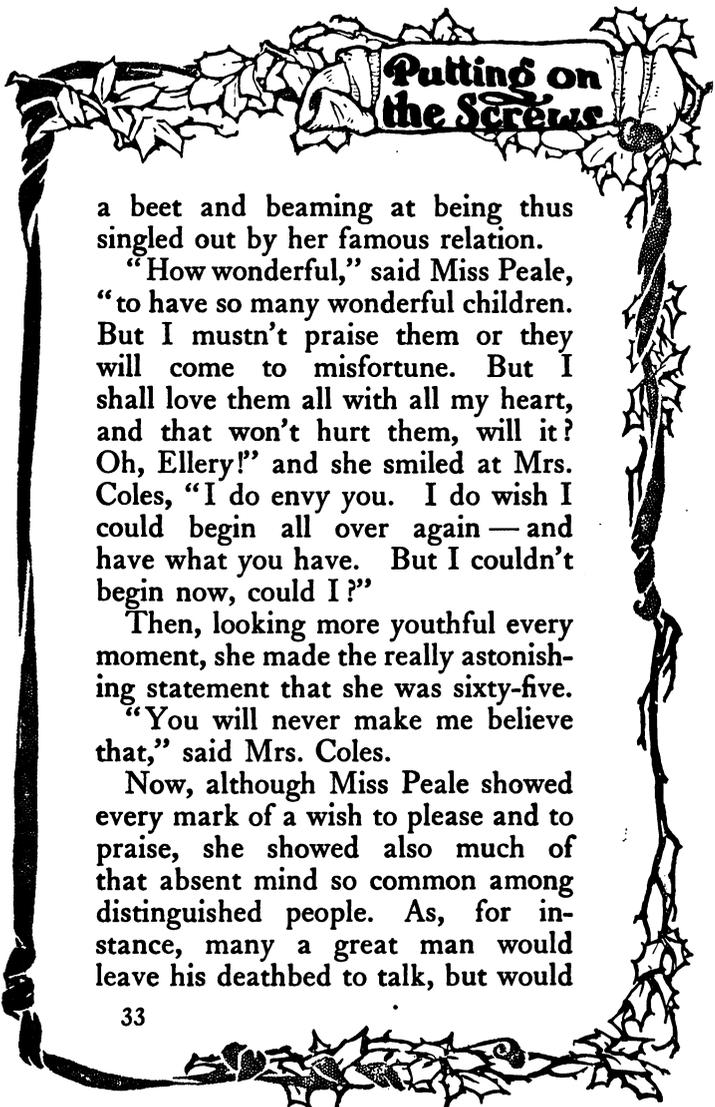 Putting on
the Screws
a beet and beaming at being thus
singled out by her famous relation.
“How wonderful,” said Miss Peale,
“to have so many wonderful children.
But I mustn’t praise them or they
will come to misfortune. But I
shall love them all with all my heart,
and that won’t hurt them, will it?
Oh, Ellery!” and she smiled at Mrs.
Coles, “I do envy you. I do wish I
could begin all over again — and
have what you have. But I couldn’t
begin now, could I?”
Then, looking more youthful every
moment, she made the really astonish-
ing statement that she was sixty-five.
“You will never make me believe
that,” said Mrs. Coles.
Now, although Miss Peale showed
every mark of a wish to please and to
praise, she showed also much of
that absent mind so common among
distinguished people. As, for in-
stance, many a great man would
leave his deathbed to talk, but would
33